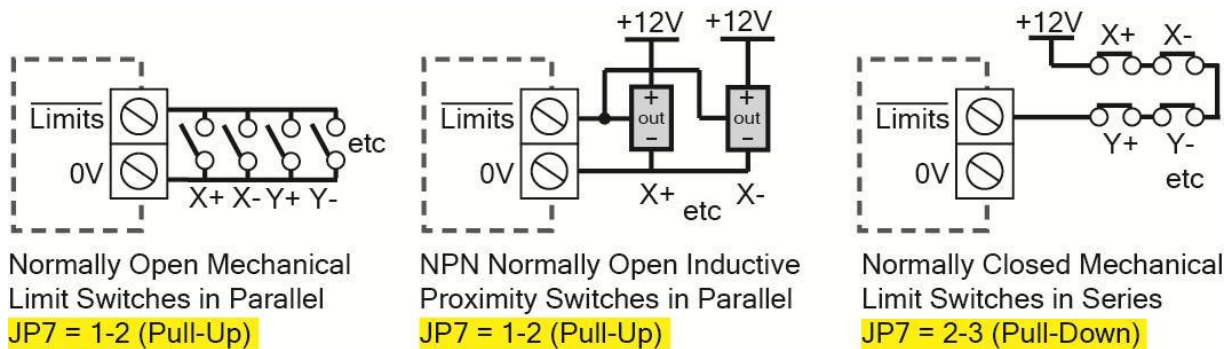 Limits
0V
X+ X- Y+ Y-
etc
Normally Open Mechanical
Limit Switches in Parallel
JP7 = 1-2 (Pull-Up)
+12V +12V
Limits
0V
+
out
−
+
out
−
X+ etc X-
NPN Normally Open Inductive
Proximity Switches in Parallel
JP7 = 1-2 (Pull-Up)
+12V
X+ X-
Limits
0V
Y+ Y-
etc
Normally Closed Mechanical
Limit Switches in Series
JP7 = 2-3 (Pull-Down)